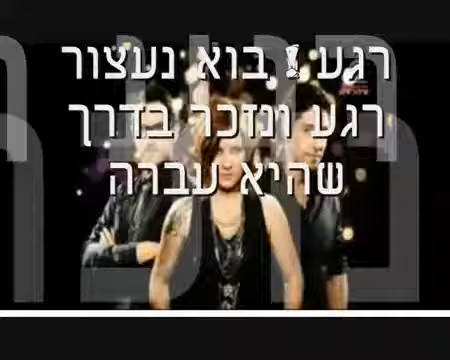 רגע ! בוא נעצור
רגע ונזכר בדרך
שהיא עברה